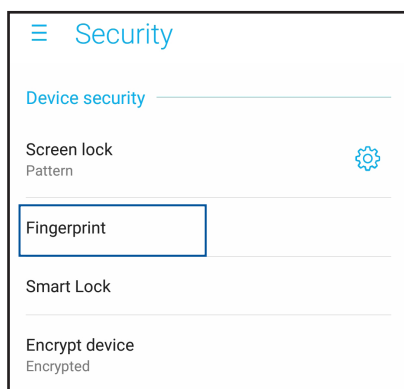 Security
Device security
Screen lock
Pattern
Fingerprint
Smart Lock
Encrypt device
Encrypted